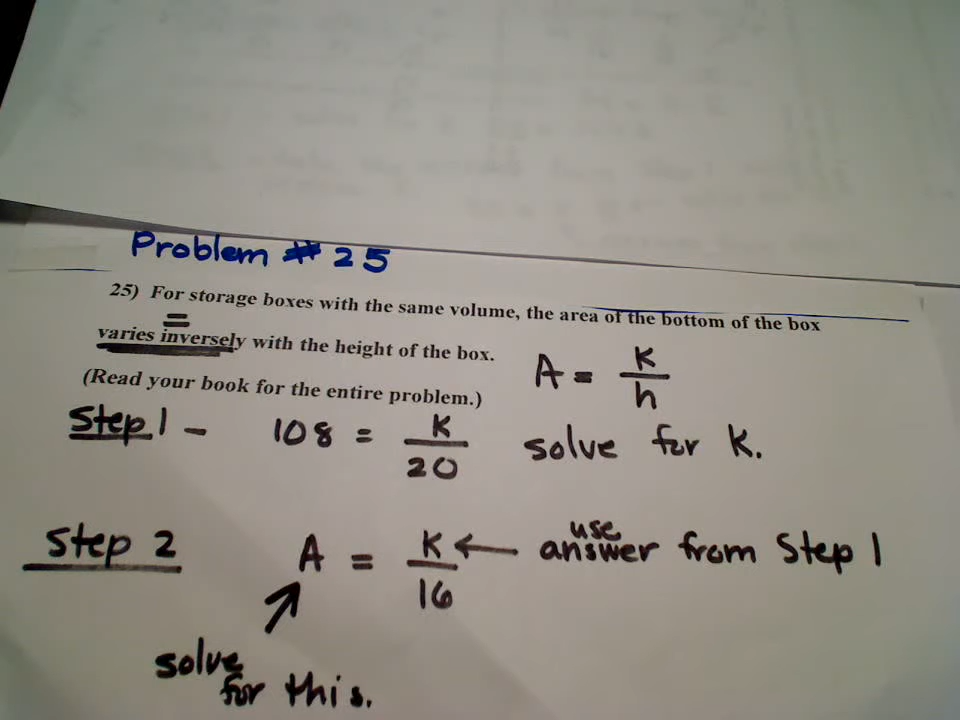 Problem # 25
25) For storage boxes with the same volume, the area of the bottom of the box
varies inversely with the height of the box.
(Read your book for the entire problem.)
A = K / h
Step 1 - 108 = K / 20 solve for K.
Step 2 A = K / 16 ← use answer from Step 1
solve
for this.